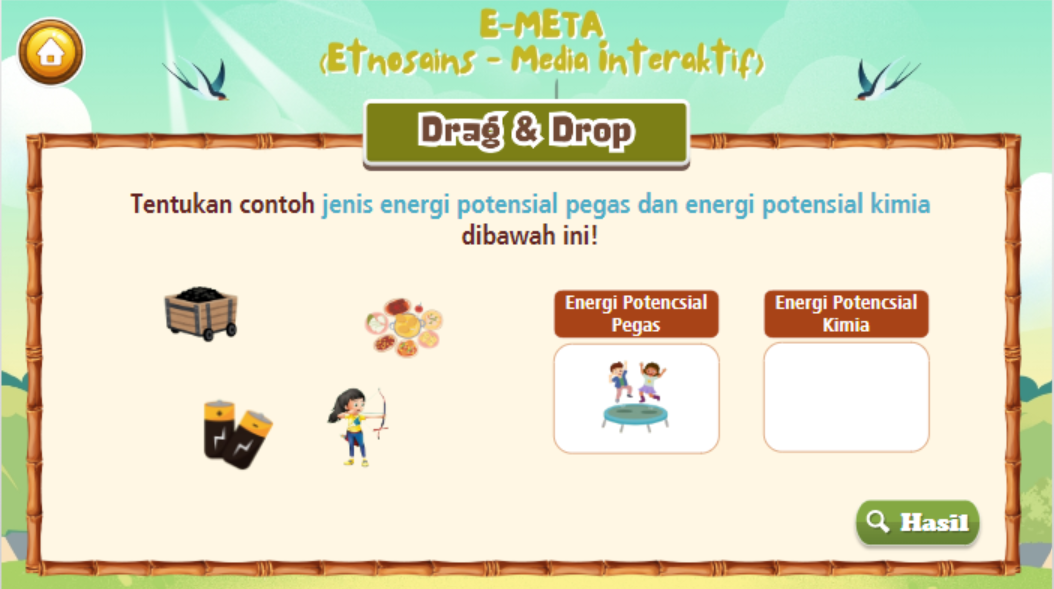 E-META
(Etnosains - Media interaktif)
Drag & Drop
Tentukan contoh jenis energi potensial pegas dan energi potensial kimia
dibawah ini!
Energi Potencsial
Pegas
Energi Potencsial
Kimia
Hasil